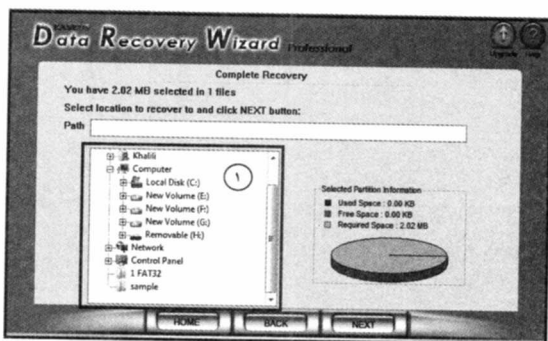 EASEUS
Data Recovery Wizard Professional
Upgrade Help
Complete Recovery
You have 2.02 MB selected in 1 files
Select location to recover to and click NEXT button:
Path
Khalili
Computer
Local Disk (C:)
New Volume (E:)
New Volume (F:)
New Volume (G:)
Removable (H:)
Network
Control Panel
1 FAT32
sample
۱
Selected Partition Information
Used Space : 0.00 KB
Free Space : 0.00 KB
Required Space : 2.02 MB
HOME BACK NEXT